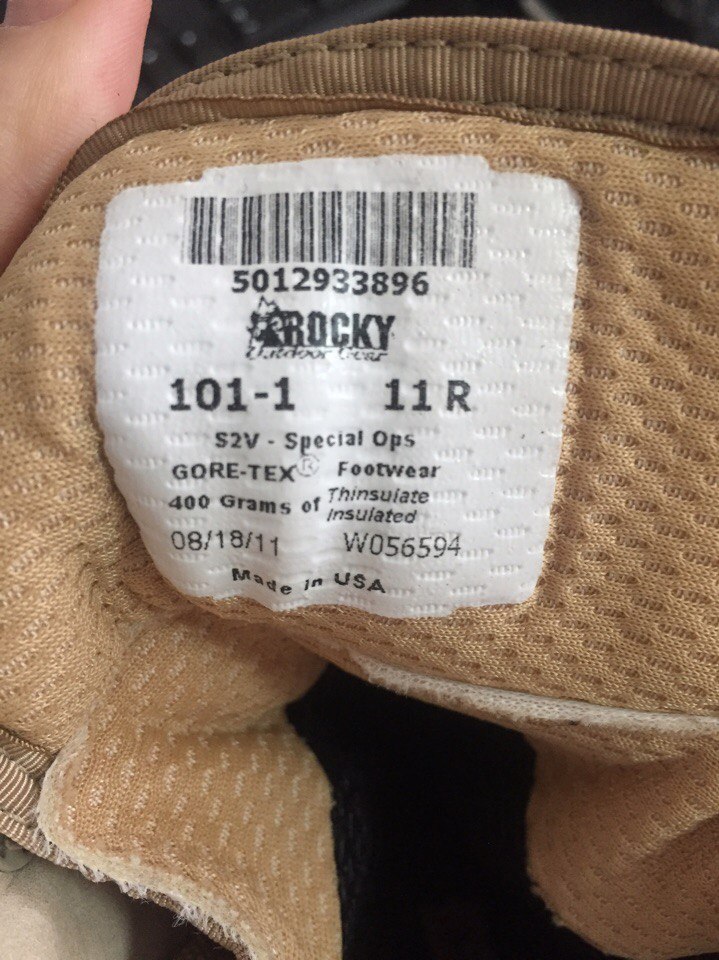 5012933896
ROCKY
Outdoor Gear
101-1 11 R
S2V - Special Ops
GORE-TEX® Footwear
400 Grams of Thinsulate
Insulated
08/18/11 W056594
Made in USA